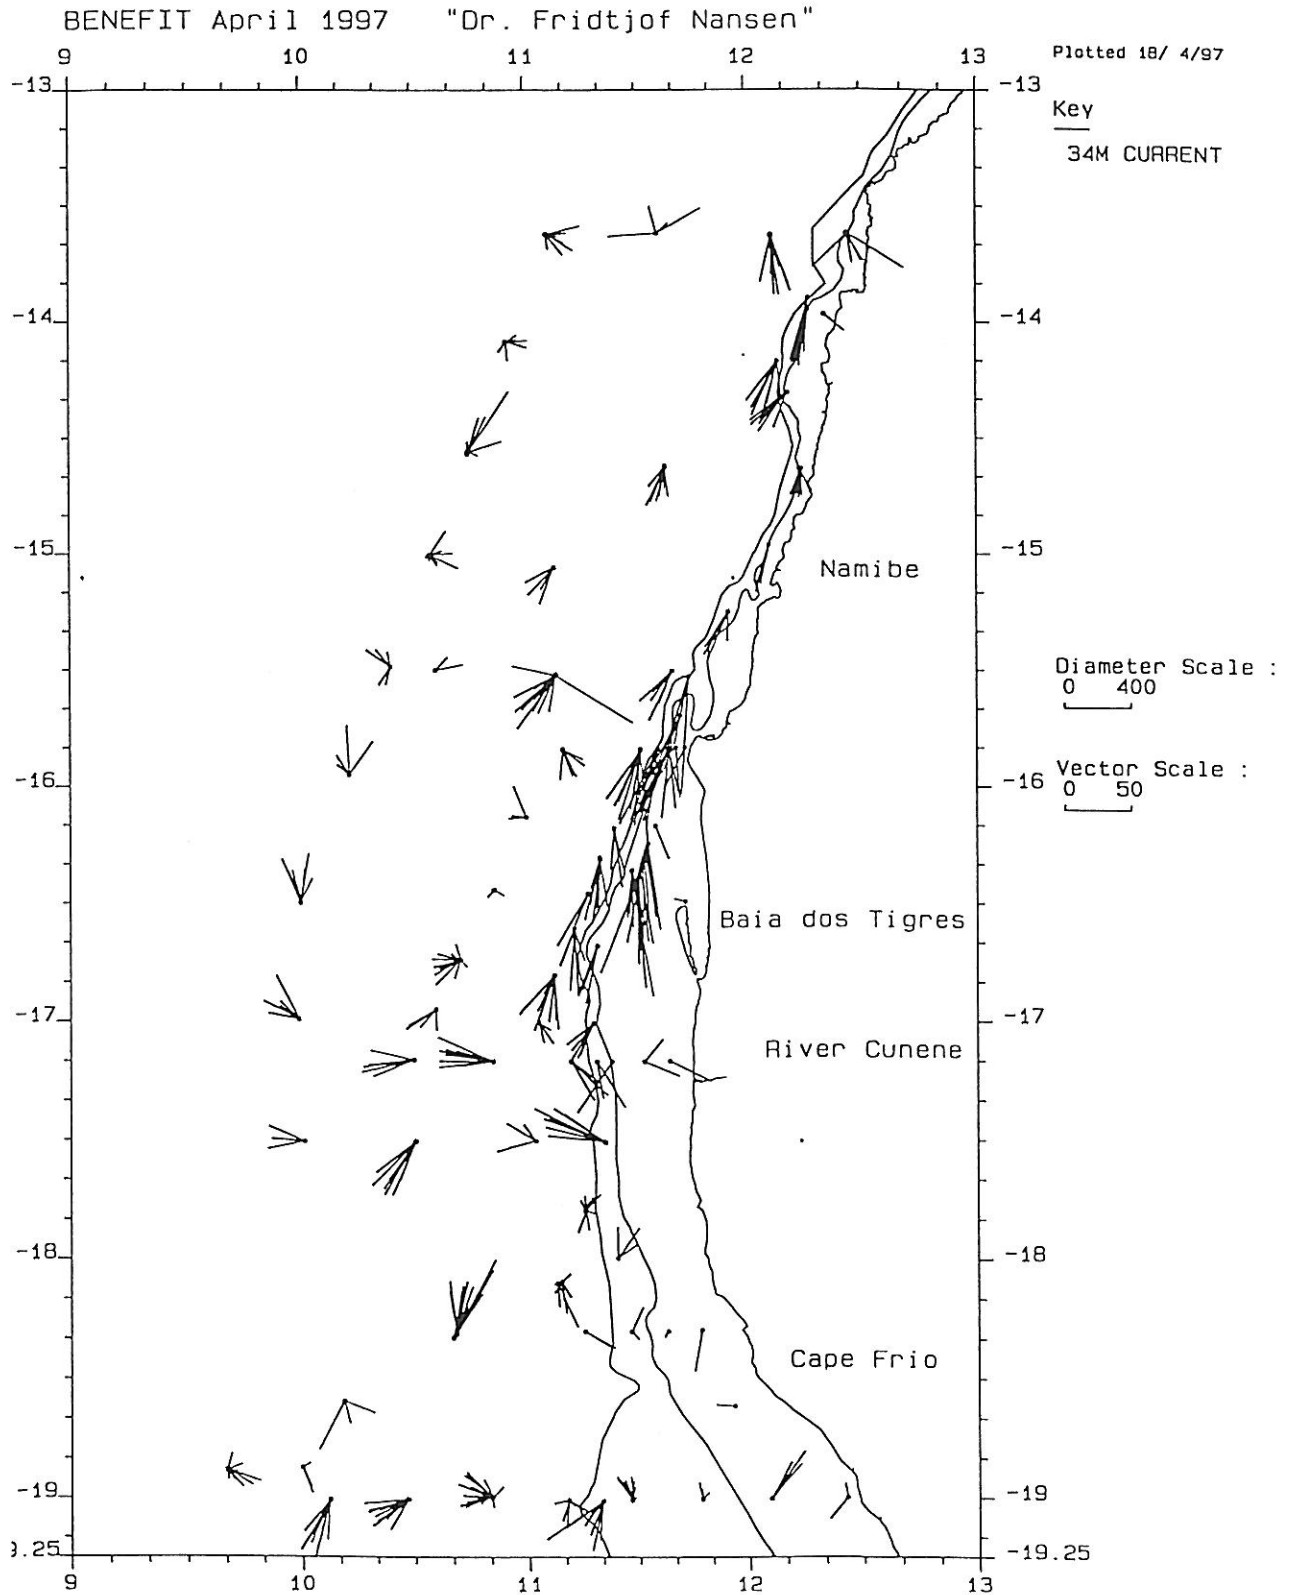 BENEFIT April 1997 "Dr. Fridtjof Nansen"
9 10 11 12 13
Plotted 18/ 4/97
-13 -13
Key
34M CURRENT
-14 -14
-15 -15
Namibe
Diameter Scale :
0 400
Vector Scale :
0 50
-16 -16
Baia dos Tigres
-17 -17
River Cunene
-18 -18
Cape Frio
-19 -19
9.25 -19.25
9 10 11 12 13